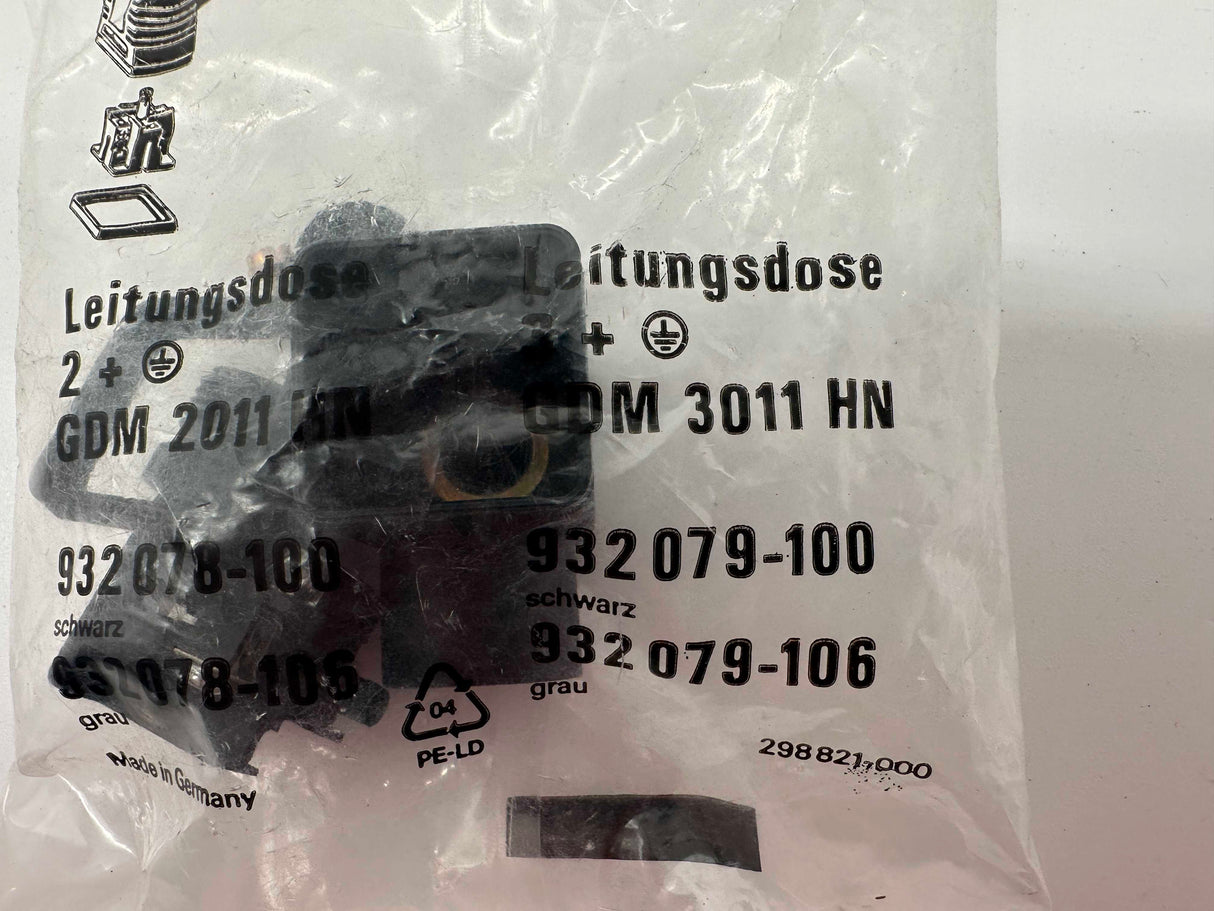 Leitungsdose
2 + ⏚
GDM 2011 HN
932 078-100
schwarz
932 078-106
grau
Made in Germany
Leitungsdose
+ ⏚
GDM 3011 HN
932 079-100
schwarz
932 079-106
grau
04
PE-LD
298 821-000